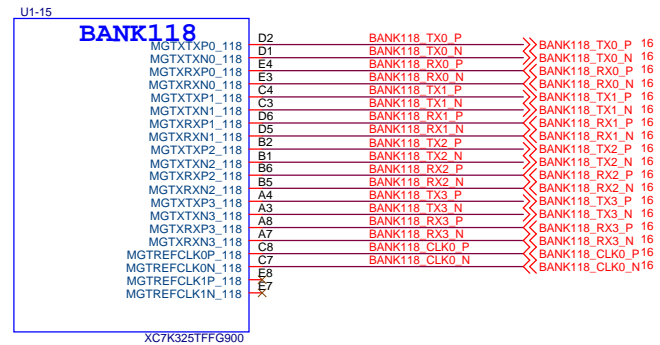 U1-15
BANK118
MGTXTXP0_118 D2 BANK118_TX0_P BANK118_TX0_P 16
MGTXTXN0_118 D1 BANK118_TX0_N BANK118_TX0_N 16
MGTXRXP0_118 E4 BANK118_RX0_P BANK118_RX0_P 16
MGTXRXN0_118 E3 BANK118_RX0_N BANK118_RX0_N 16
MGTXTXP1_118 C4 BANK118_TX1_P BANK118_TX1_P 16
MGTXTXN1_118 C3 BANK118_TX1_N BANK118_TX1_N 16
MGTXRXP1_118 D6 BANK118_RX1_P BANK118_RX1_P 16
MGTXRXN1_118 D5 BANK118_RX1_N BANK118_RX1_N 16
MGTXTXP2_118 B2 BANK118_TX2_P BANK118_TX2_P 16
MGTXTXN2_118 B1 BANK118_TX2_N BANK118_TX2_N 16
MGTXRXP2_118 B6 BANK118_RX2_P BANK118_RX2_P 16
MGTXRXN2_118 B5 BANK118_RX2_N BANK118_RX2_N 16
MGTXTXP3_118 A4 BANK118_TX3_P BANK118_TX3_P 16
MGTXTXN3_118 A3 BANK118_TX3_N BANK118_TX3_N 16
MGTXRXP3_118 A8 BANK118_RX3_P BANK118_RX3_P 16
MGTXRXN3_118 A7 BANK118_RX3_N BANK118_RX3_N 16
MGTREFCLK0P_118 C8 BANK118_CLK0_P BANK118_CLK0_P 16
MGTREFCLK0N_118 C7 BANK118_CLK0_N BANK118_CLK0_N 16
MGTREFCLK1P_118 E8
MGTREFCLK1N_118 E7
XC7K325TFFG900